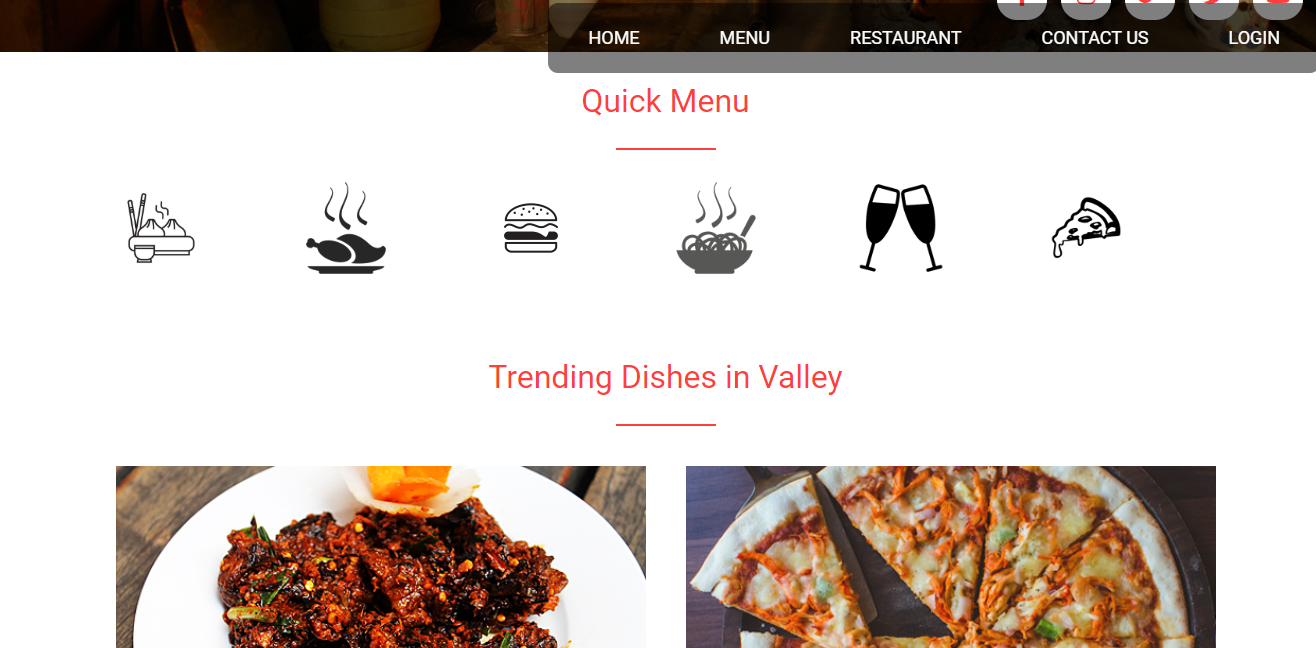 HOME MENU RESTAURANT CONTACT US LOGIN
Quick Menu
Trending Dishes in Valley